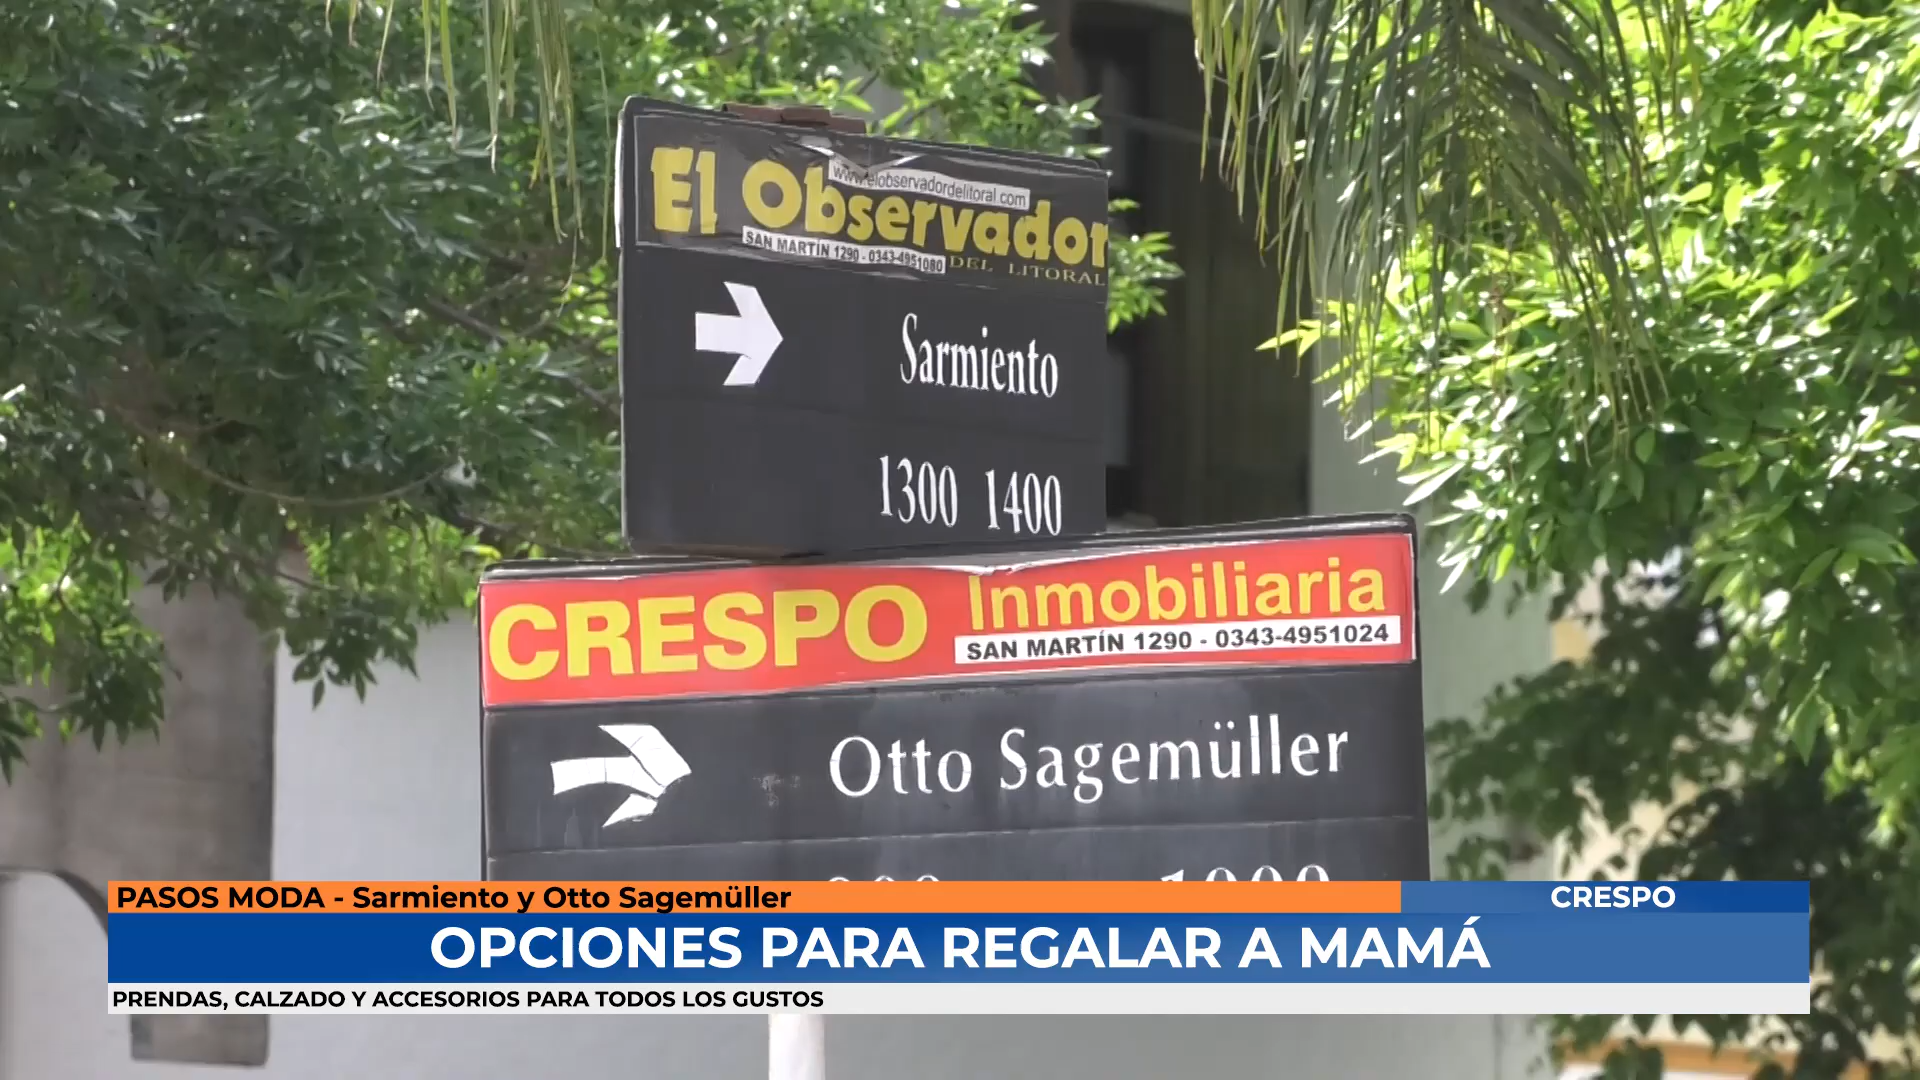 El Observador
www.elobservadordelitoral.com
SAN MARTÍN 1290 - 0343-4951080
DEL LITORAL
Sarmiento
1300 1400
CRESPO Inmobiliaria
SAN MARTÍN 1290 - 0343-4951024
Otto Sagemüller
PASOS MODA - Sarmiento y Otto Sagemüller
CRESPO
OPCIONES PARA REGALAR A MAMÁ
PRENDAS, CALZADO Y ACCESORIOS PARA TODOS LOS GUSTOS